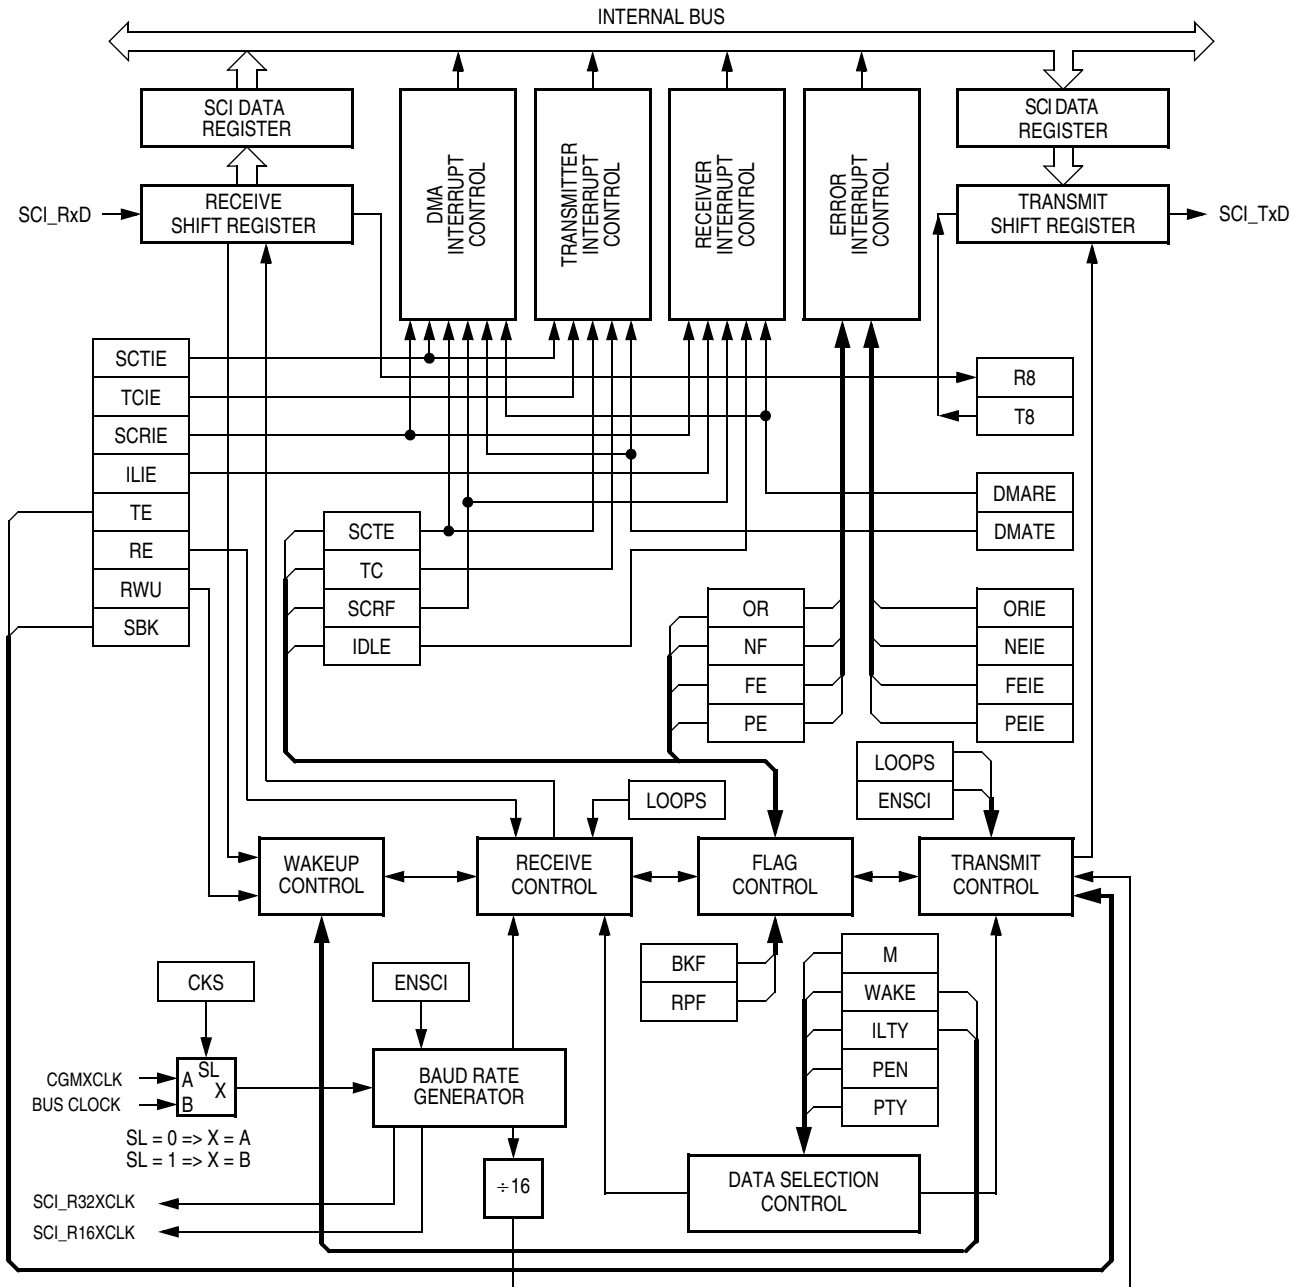 INTERNAL BUS
SCI DATA
REGISTER
SCI DATA
REGISTER
DMA
INTERRUPT
CONTROL
TRANSMITTER
INTERRUPT
CONTROL
RECEIVER
INTERRUPT
CONTROL
ERROR
INTERRUPT
CONTROL
SCI_RxD
RECEIVE
SHIFT REGISTER
TRANSMIT
SHIFT REGISTER
SCI_TxD
SCTIE
TCIE
SCRIE
ILIE
TE
RE
RWU
SBK
R8
T8
DMARE
DMATE
SCTE
TC
SCRF
IDLE
OR
NF
FE
PE
ORIE
NEIE
FEIE
PEIE
LOOPS
LOOPS
ENSCI
WAKEUP
CONTROL
RECEIVE
CONTROL
FLAG
CONTROL
TRANSMIT
CONTROL
BKF
RPF
M
WAKE
ILTY
PEN
PTY
CKS
ENSCI
CGMXCLK
BUS CLOCK
SL
A
X
B
SL = 0 => X = A
SL = 1 => X = B
BAUD RATE
GENERATOR
÷16
DATA SELECTION
CONTROL
SCI_R32XCLK
SCI_R16XCLK